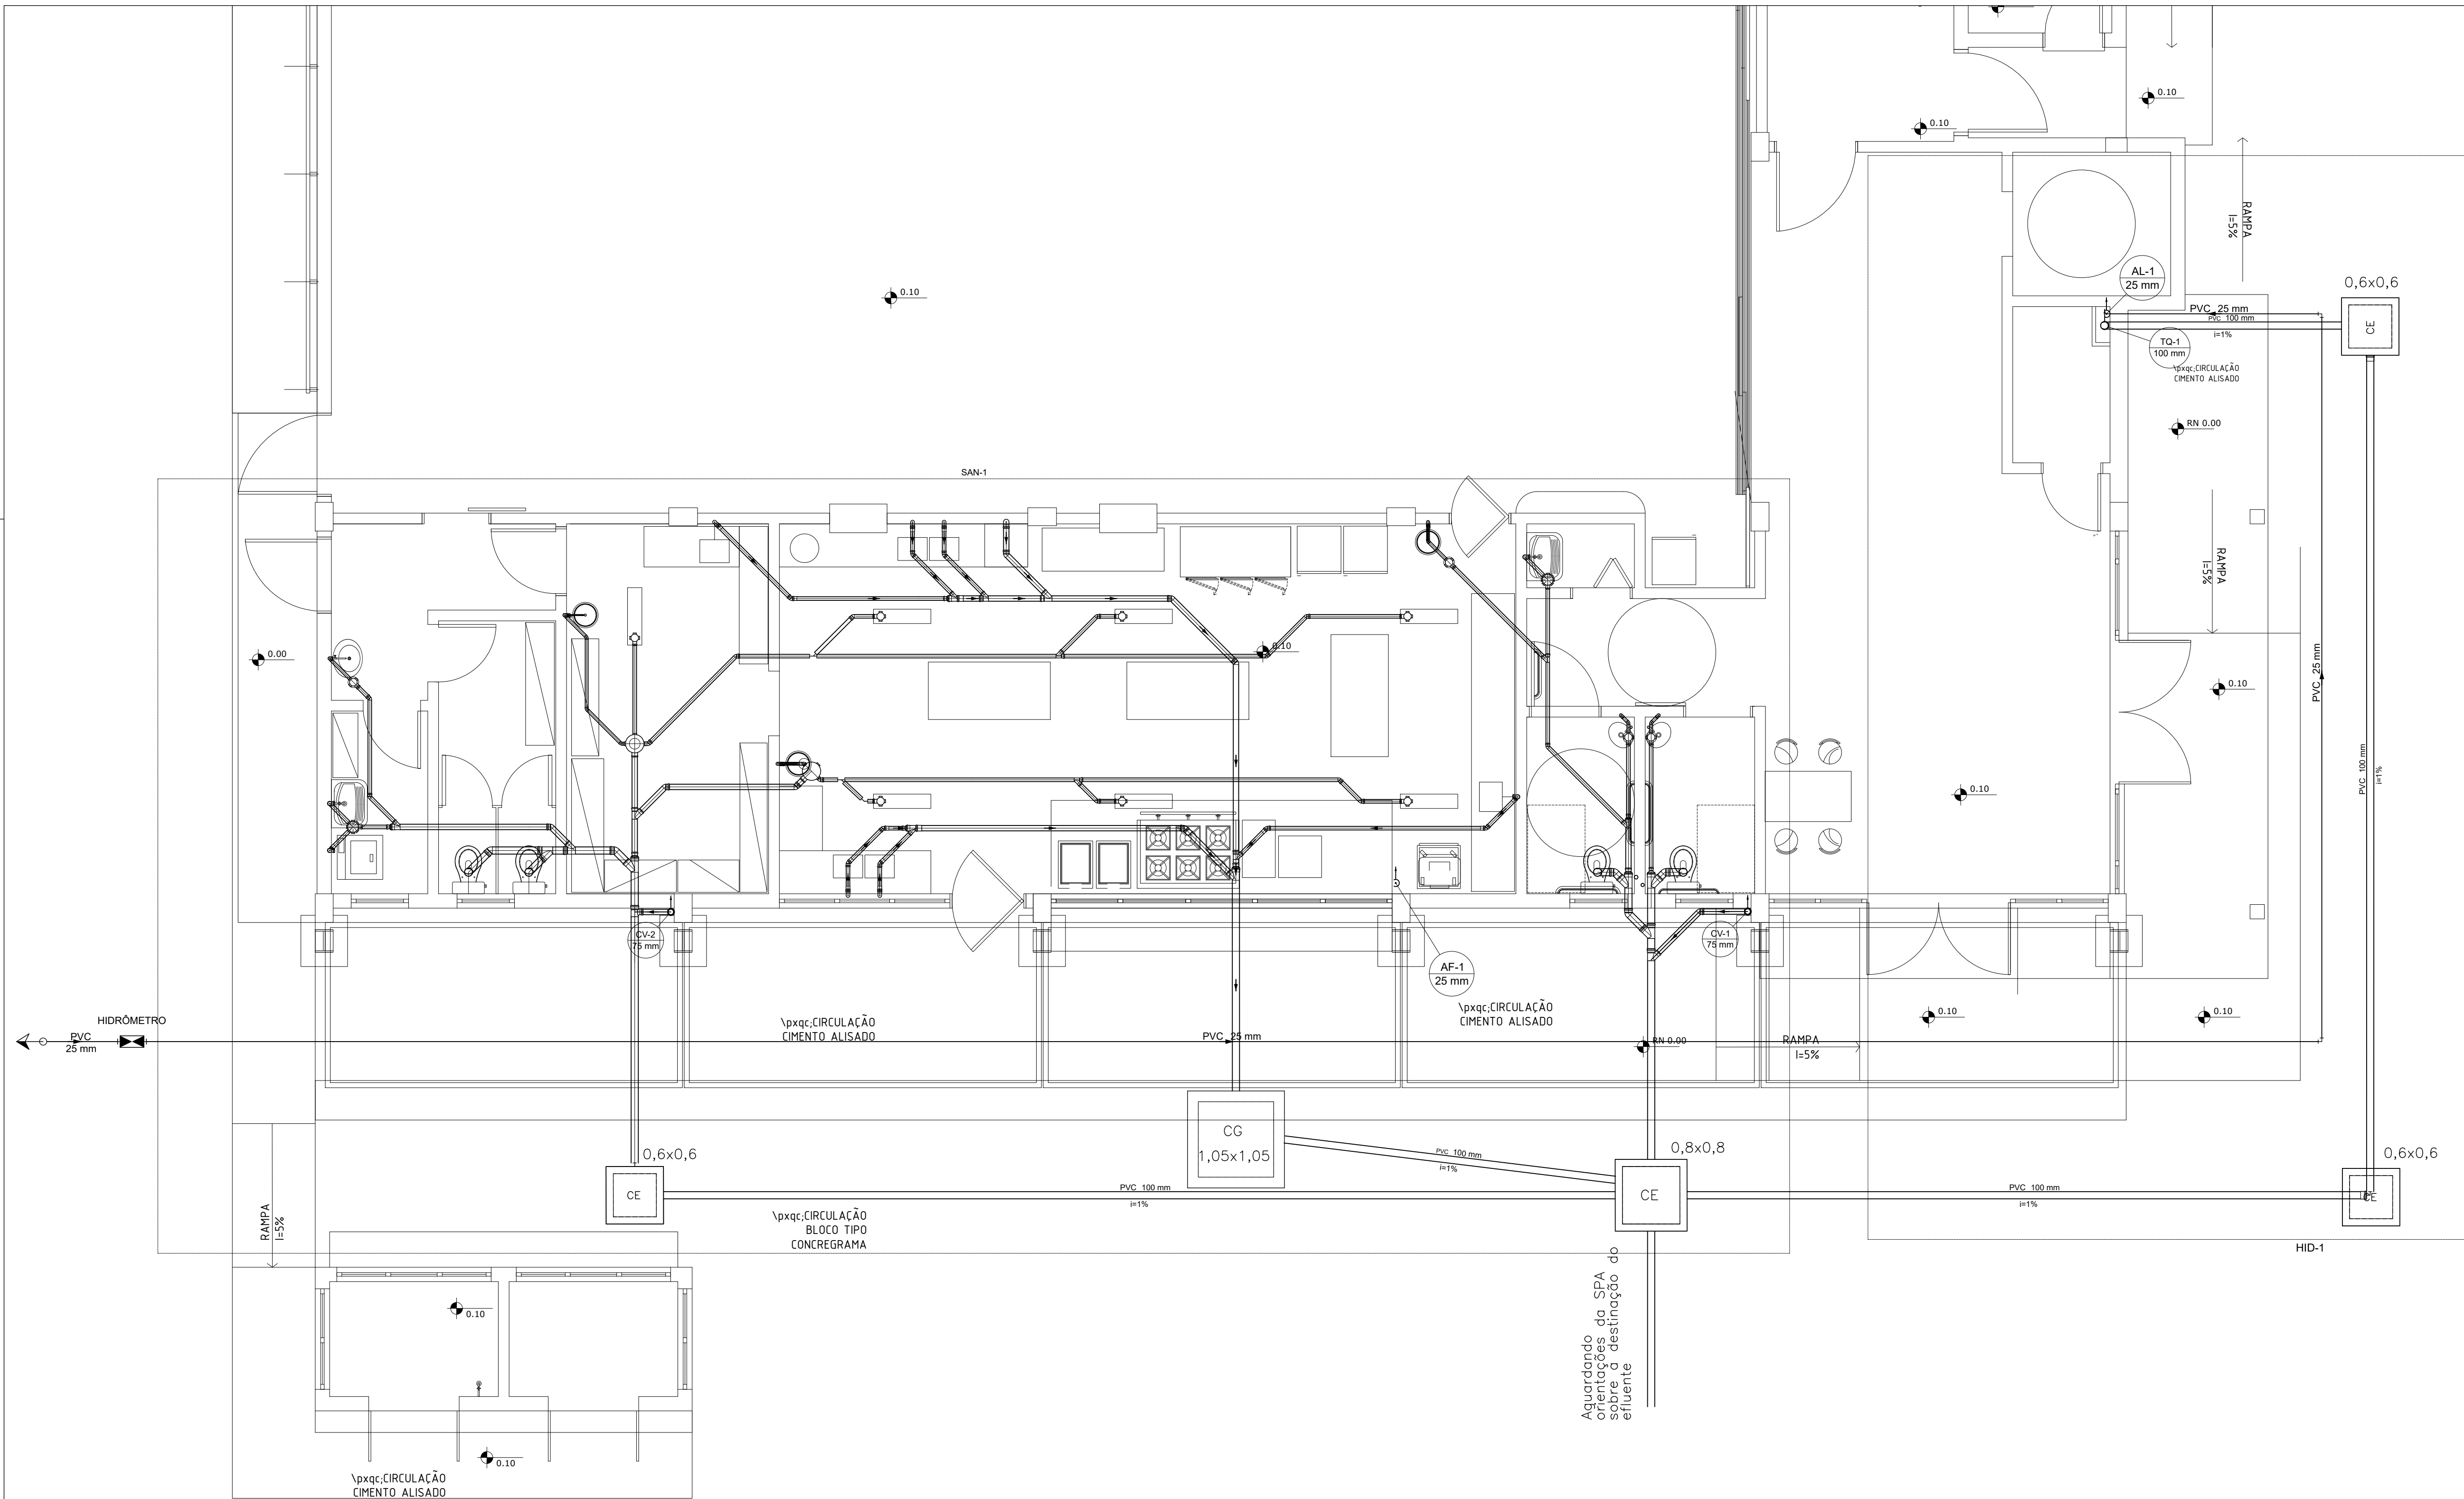 0.10
0.10
RAMPA
I=5%
AL-1
25 mm
0,6x0,6
0.10
PVC 25 mm
PVC 100 mm
i=1%
CE
TQ-1
100 mm
\pxqc;CIRCULAÇÃO
CIMENTO ALISADO
RN 0.00
SAN-1
RAMPA
I=5%
0.00
0.10
0.10
PVC 25 mm
PVC 100 mm
i=1%
0.10
CV-2
75 mm
CV-1
75 mm
AF-1
25 mm
HIDRÔMETRO
PVC
25 mm
\pxqc;CIRCULAÇÃO
CIMENTO ALISADO
PVC 25 mm
\pxqc;CIRCULAÇÃO
CIMENTO ALISADO
RN 0.00
RAMPA
I=5%
0.10
0.10
CG
1,05x1,05
0,6x0,6
CE
PVC 100 mm
i=1%
PVC 100 mm
i=1%
0,8x0,8
CE
PVC 100 mm
i=1%
0,6x0,6
CE
RAMPA
I=5%
\pxqc;CIRCULAÇÃO
BLOCO TIPO
CONCREGRAMA
HID-1
Aguardando
orientações da SPA
sobre a destinação do
efluente
0.10
0.10
\pxqc;CIRCULAÇÃO
CIMENTO ALISADO